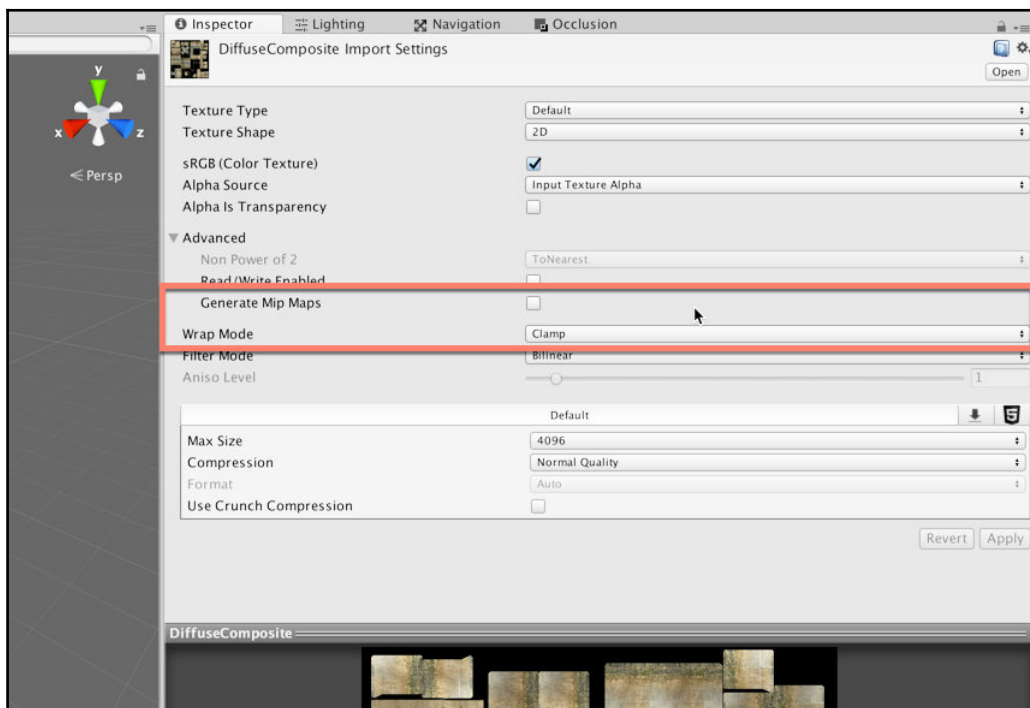 Inspector Lighting Navigation Occlusion
DiffuseComposite Import Settings
Open
y
x z
Persp
Texture Type Default
Texture Shape 2D
sRGB (Color Texture)
Alpha Source Input Texture Alpha
Alpha Is Transparency
Advanced
Non Power of 2 ToNearest
Read/Write Enabled
Generate Mip Maps
Wrap Mode Clamp
Filter Mode Bilinear
Aniso Level 1
Default
Max Size 4096
Compression Normal Quality
Format Auto
Use Crunch Compression
Revert Apply
DiffuseComposite